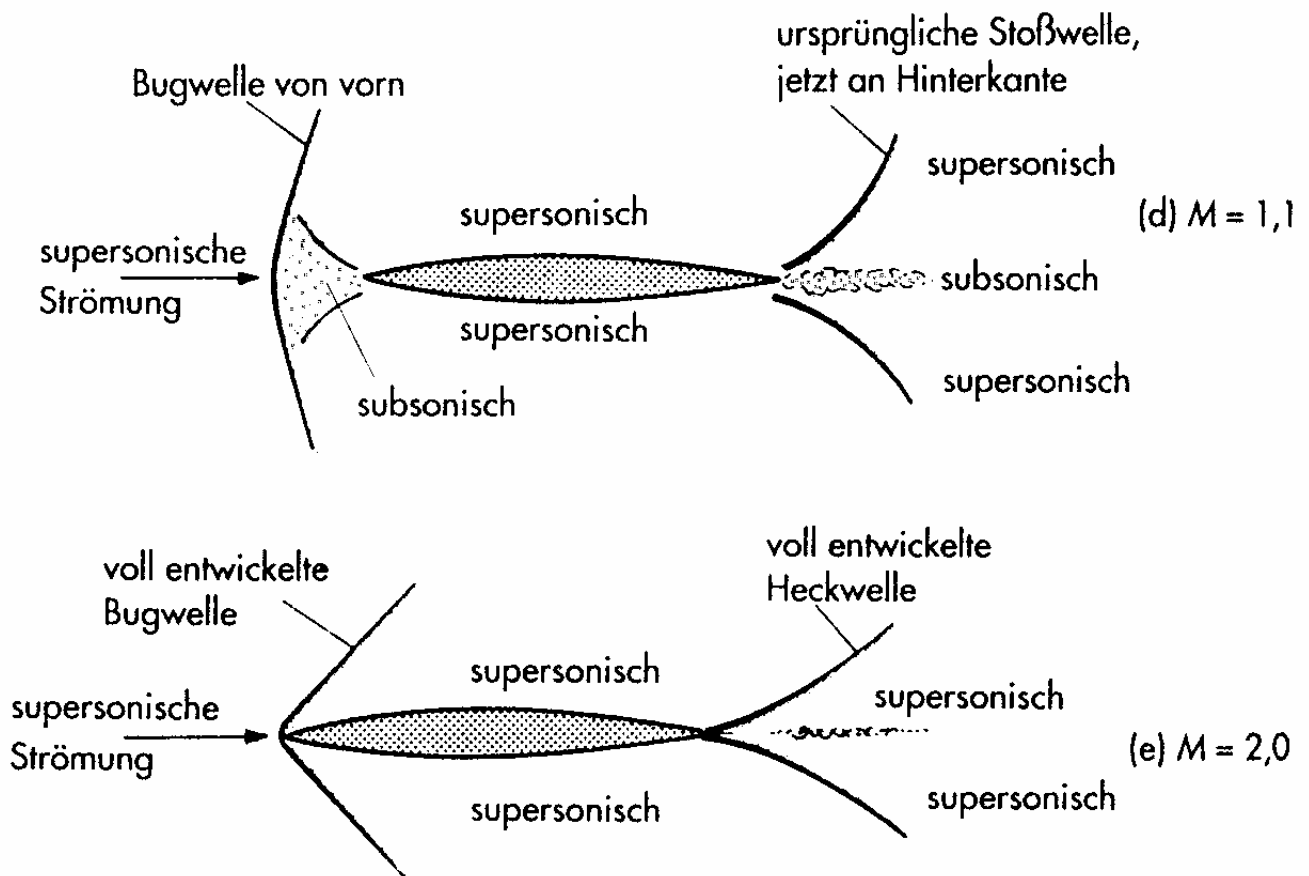 ursprüngliche Stoßwelle,
jetzt an Hinterkante
Bugwelle von vorn
supersonisch
supersonisch
(d) M = 1,1
supersonische
Strömung
subsonisch
supersonisch
supersonisch
subsonisch
voll entwickelte
Heckwelle
voll entwickelte
Bugwelle
supersonisch
supersonisch
supersonische
Strömung
(e) M = 2,0
supersonisch
supersonisch